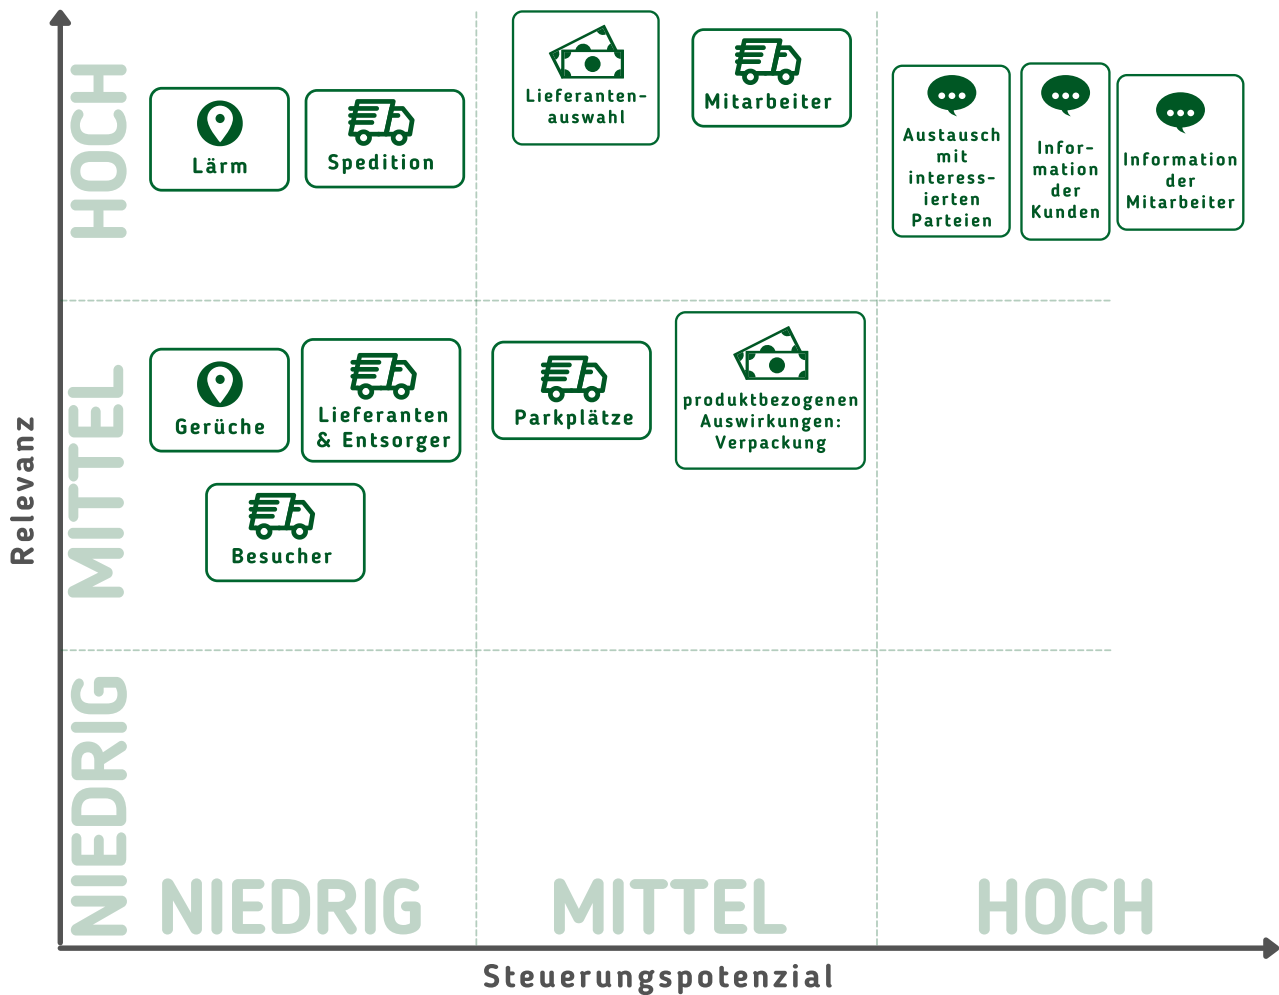 HOCH
Lärm
Spedition
Lieferanten-
auswahl
Mitarbeiter
Austausch
mit
interess-
ierten
Parteien
Infor-
mation
der
Kunden
Information
der
Mitarbeiter
Relevanz
MITTEL
Gerüche
Lieferanten
& Entsorger
Besucher
Parkplätze
produktbezogenen
Auswirkungen:
Verpackung
NIEDRIG
NIEDRIG
MITTEL
HOCH
Steuerungspotenzial